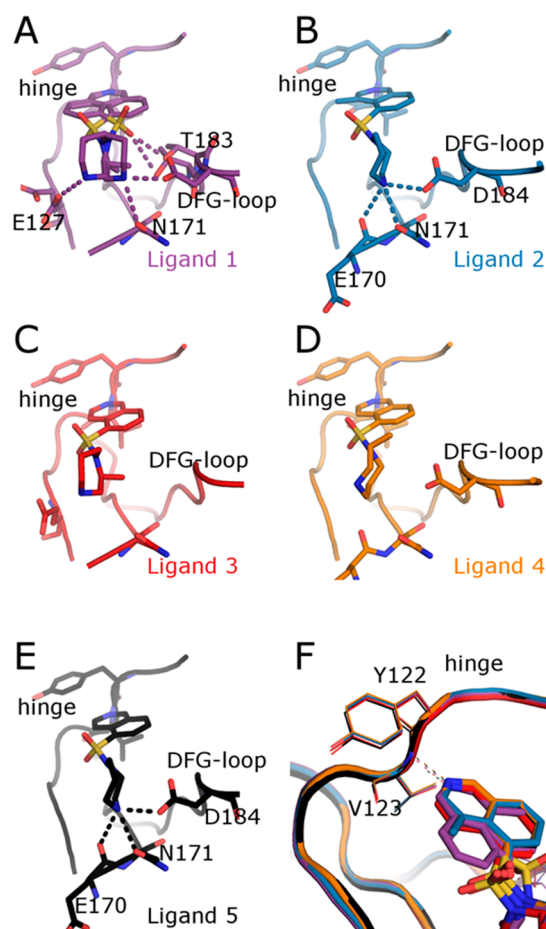 A
hinge
T183
DFG-loop
E127
N171
Ligand 1
B
hinge
DFG-loop
D184
N171
E170
Ligand 2
C
hinge
DFG-loop
Ligand 3
D
hinge
DFG-loop
Ligand 4
E
hinge
DFG-loop
D184
N171
E170
Ligand 5
F
hinge
Y122
V123